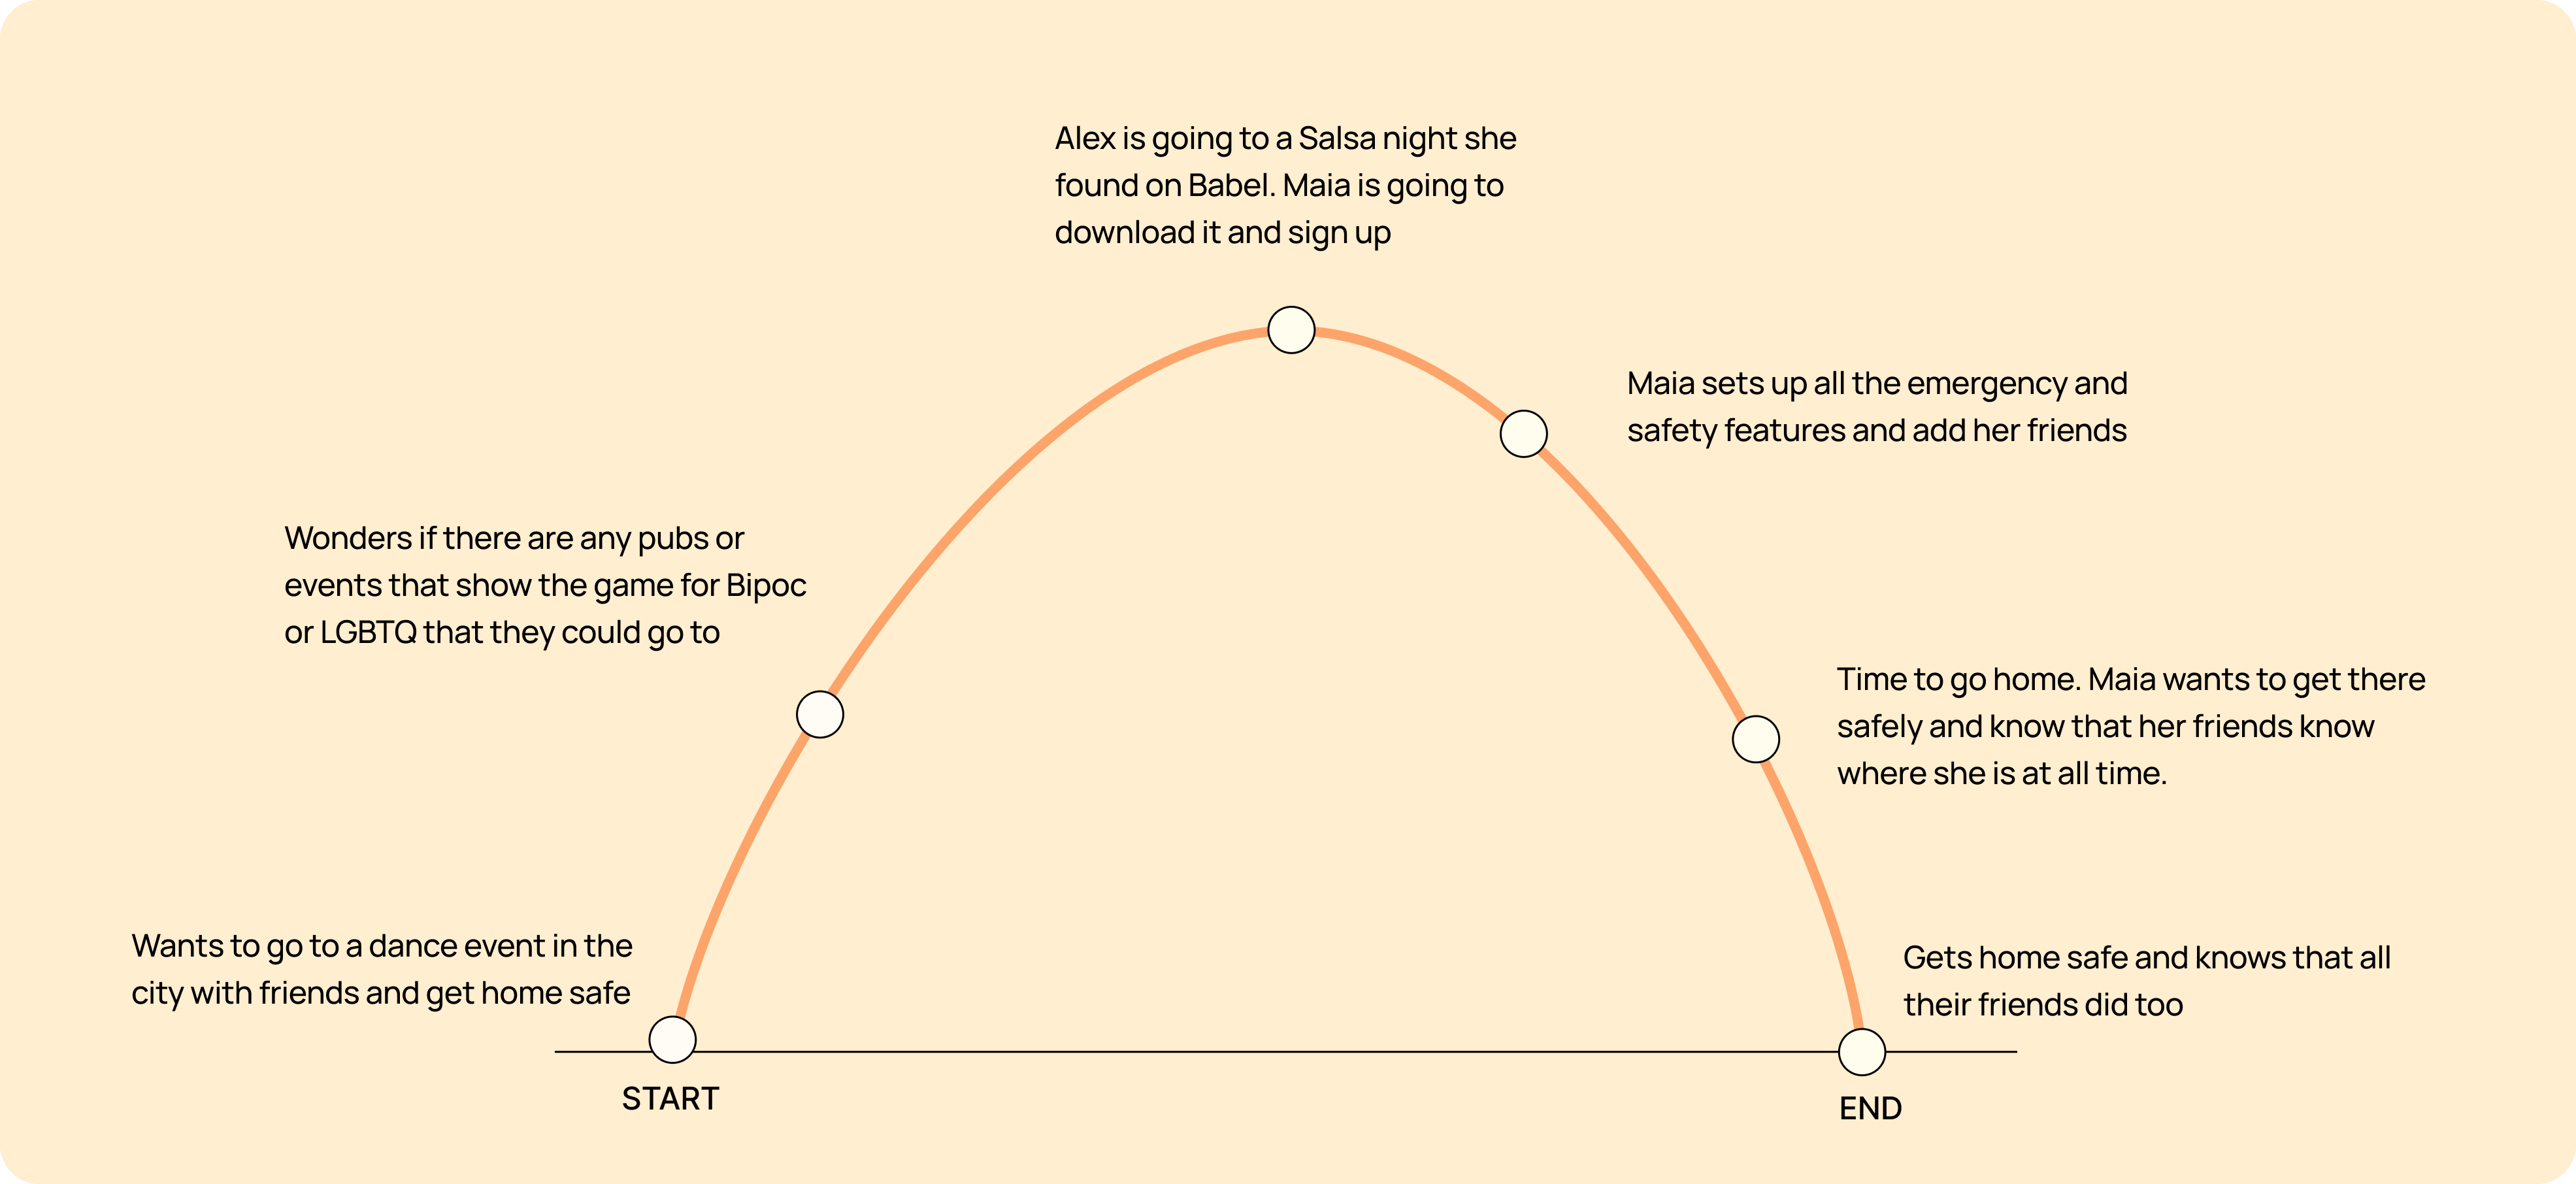 Alex is going to a Salsa night she
found on Babel. Maia is going to
download it and sign up
Maia sets up all the emergency and
safety features and add her friends
Wonders if there are any pubs or
events that show the game for Bipoc
or LGBTQ that they could go to
Time to go home. Maia wants to get there
safely and know that her friends know
where she is at all time.
Wants to go to a dance event in the
city with friends and get home safe
Gets home safe and knows that all
their friends did too
START
END